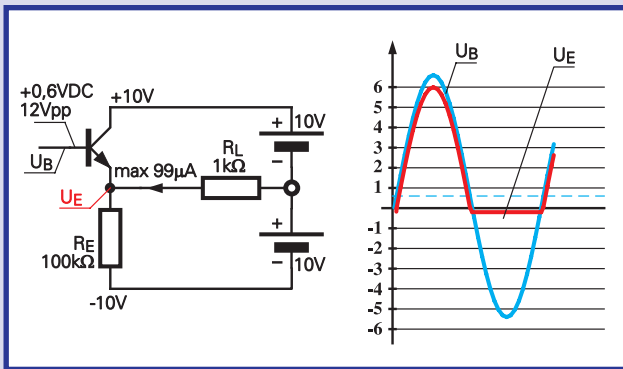 +0,6VDC
12Vpp
UB
+10V
max 99µA
UE
RE
100kΩ
-10V
RL
1kΩ
+
10V
−
+
−
10V
UB
UE
6
5
4
3
2
1
-1
-2
-3
-4
-5
-6